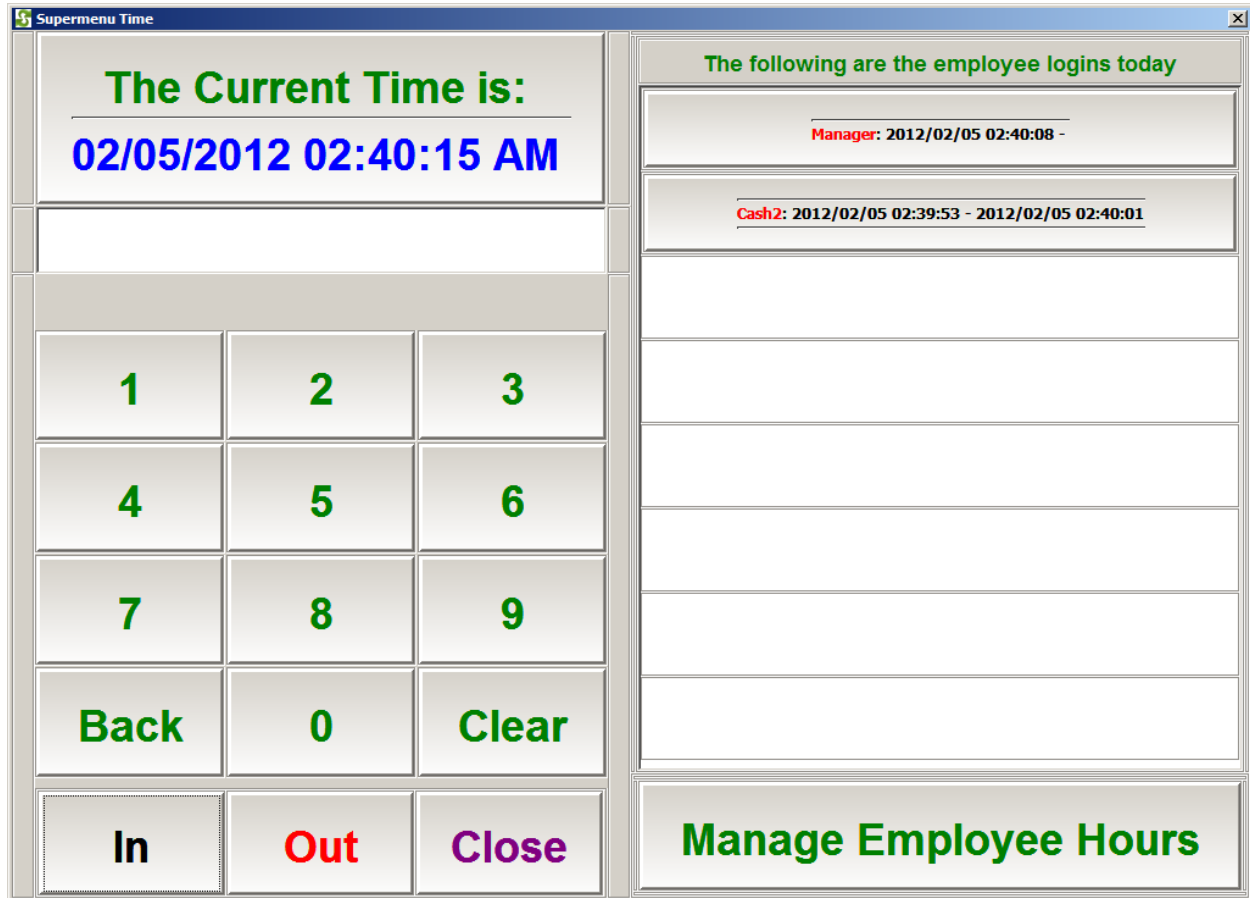 Supermenu Time
The Current Time is:
02/05/2012 02:40:15 AM
1 2 3
4 5 6
7 8 9
Back 0 Clear
In Out Close
The following are the employee logins today
Manager: 2012/02/05 02:40:08 -
Cash2: 2012/02/05 02:39:53 - 2012/02/05 02:40:01
Manage Employee Hours